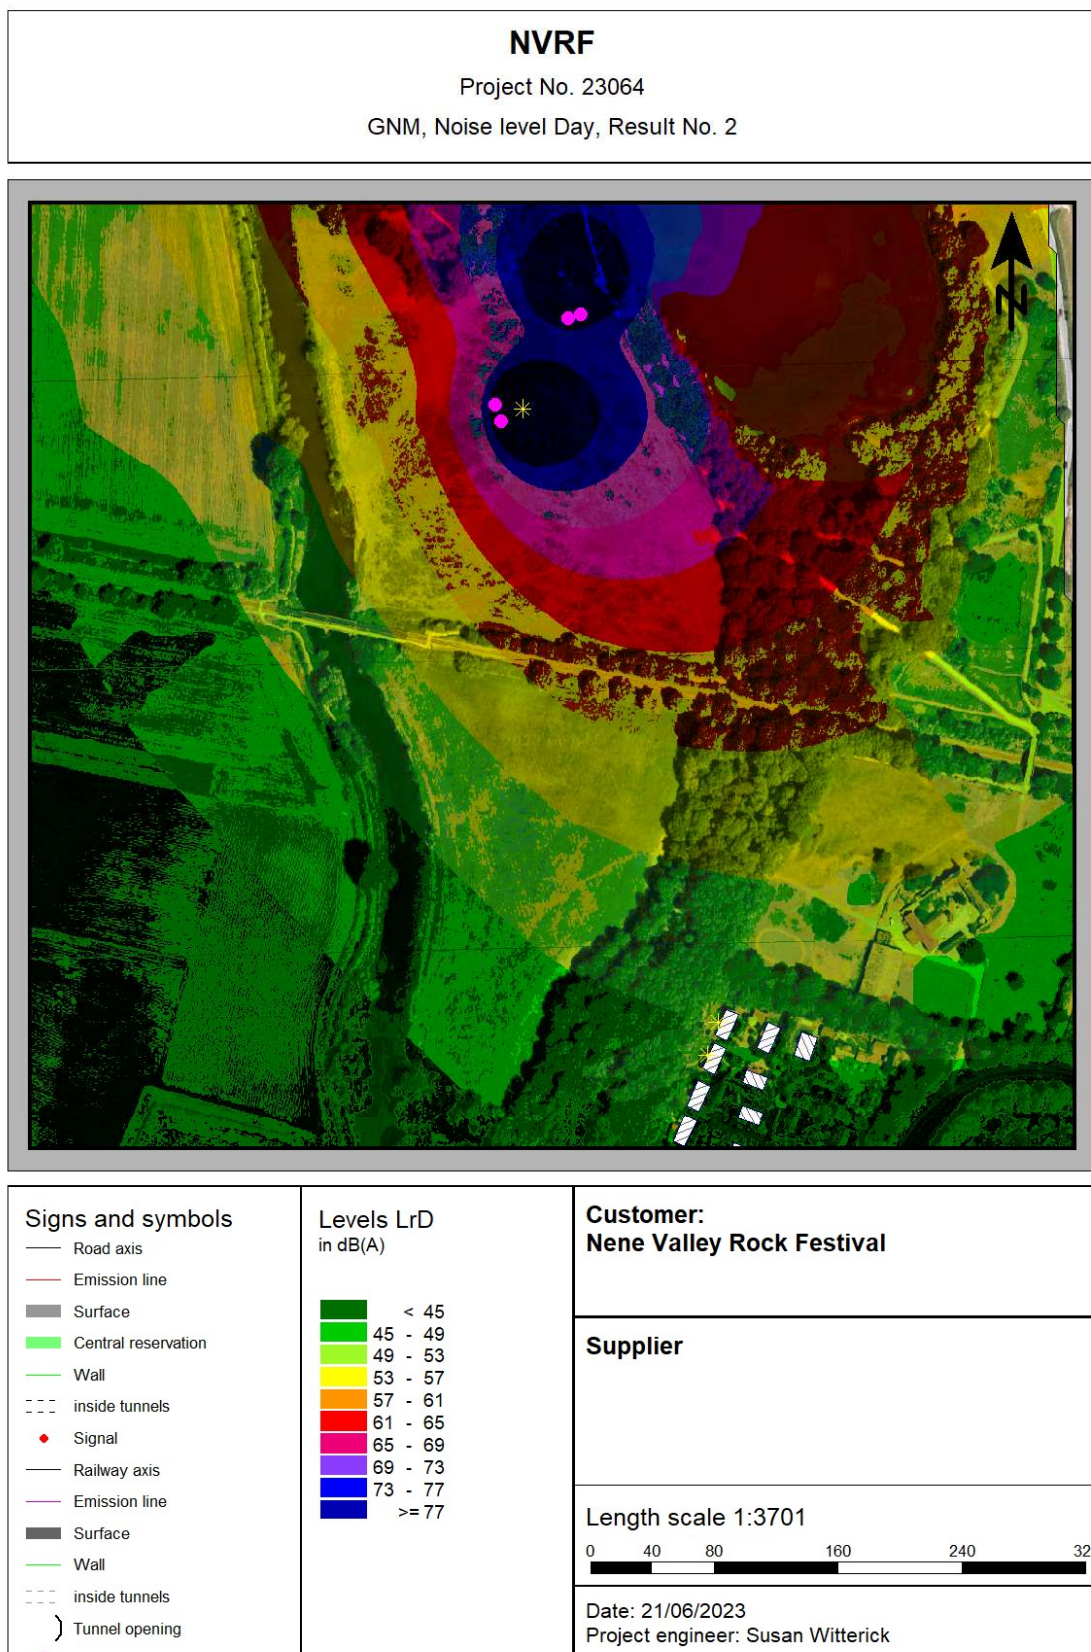 NVRF
Project No. 23064
GNM, Noise level Day, Result No. 2
N
Signs and symbols
Road axis
Emission line
Surface
Central reservation
Wall
inside tunnels
Signal
Railway axis
Emission line
Surface
Wall
inside tunnels
Tunnel opening
Levels LrD
in dB(A)
< 45
45 - 49
49 - 53
53 - 57
57 - 61
61 - 65
65 - 69
69 - 73
73 - 77
>= 77
Customer:
Nene Valley Rock Festival
Supplier
Length scale 1:3701
0 40 80 160 240 32
Date: 21/06/2023
Project engineer: Susan Witterick